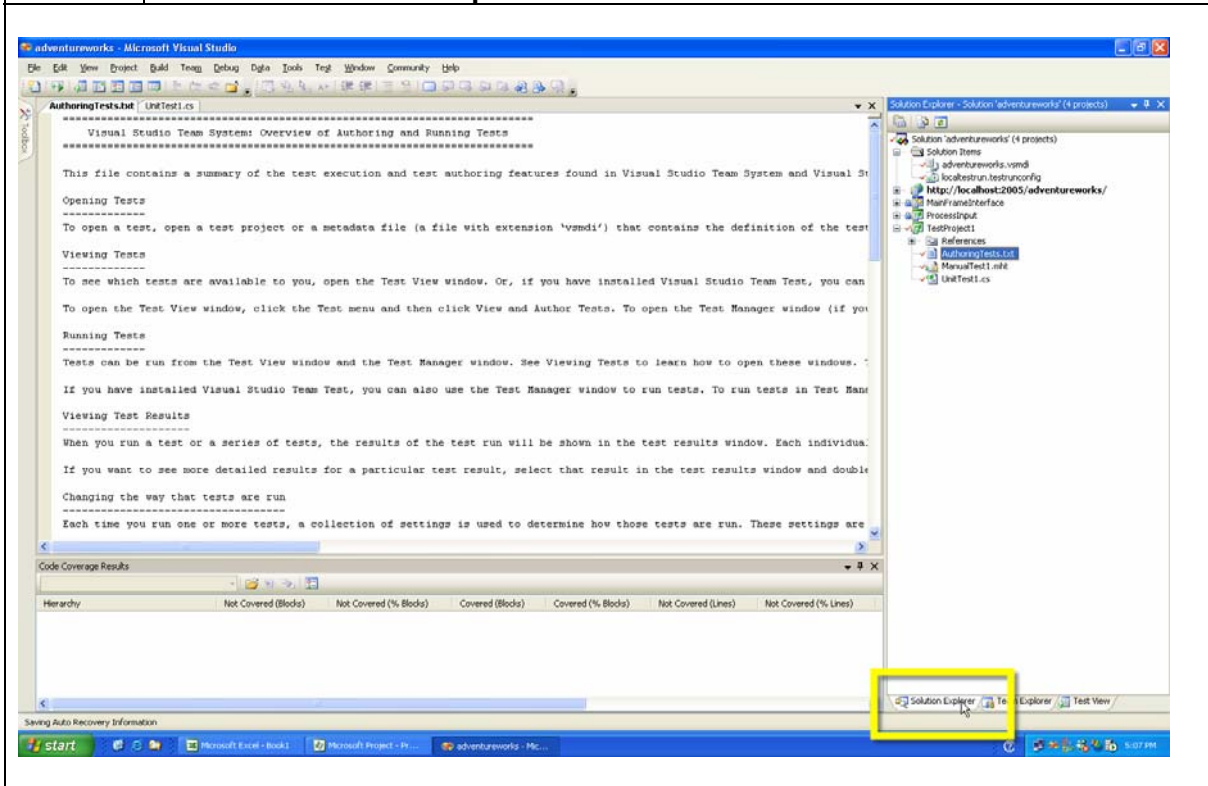 adventureworks - Microsoft Visual Studio
File Edit View Project Build Team Debug Data Tools Test Window Community Help
AuthoringTests.txt UnitTest1.cs
Toolbox
===================================================================
Visual Studio Team System: Overview of Authoring and Running Tests
===================================================================
This file contains a summary of the test execution and test authoring features found in Visual Studio Team System and Visual St
Opening Tests
-------------
To open a test, open a test project or a metadata file (a file with extension 'vsmdi') that contains the definition of the test
Viewing Tests
-------------
To see which tests are available to you, open the Test View window. Or, if you have installed Visual Studio Team Test, you can
To open the Test View window, click the Test menu and then click View and Author Tests. To open the Test Manager window (if you
Running Tests
-------------
Tests can be run from the Test View window and the Test Manager window. See Viewing Tests to learn how to open these windows.
If you have installed Visual Studio Team Test, you can also use the Test Manager window to run tests. To run tests in Test Mana
Viewing Test Results
--------------------
When you run a test or a series of tests, the results of the test run will be shown in the test results window. Each individual
If you want to see more detailed results for a particular test result, select that result in the test results window and double
Changing the way that tests are run
-----------------------------------
Each time you run one or more tests, a collection of settings is used to determine how those tests are run. These settings are
Code Coverage Results
Hierarchy Not Covered (Blocks) Not Covered (% Blocks) Covered (Blocks) Covered (% Blocks) Not Covered (Lines) Not Covered (% Lines)
Solution Explorer - Solution 'adventureworks' (4 projects)
Solution 'adventureworks' (4 projects)
Solution Items
adventureworks.vsmdi
localtestrun.testrunconfig
http://localhost:2005/adventureworks/
MainFrameInterface
ProcessInput
TestProject1
References
AuthoringTests.txt
ManualTest1.mht
UnitTest1.cs
Solution Explorer Team Explorer Test View
Saving Auto Recovery Information
start Microsoft Excel - Book1 Microsoft Project - Pr... adventureworks - Mic... 5:07 PM